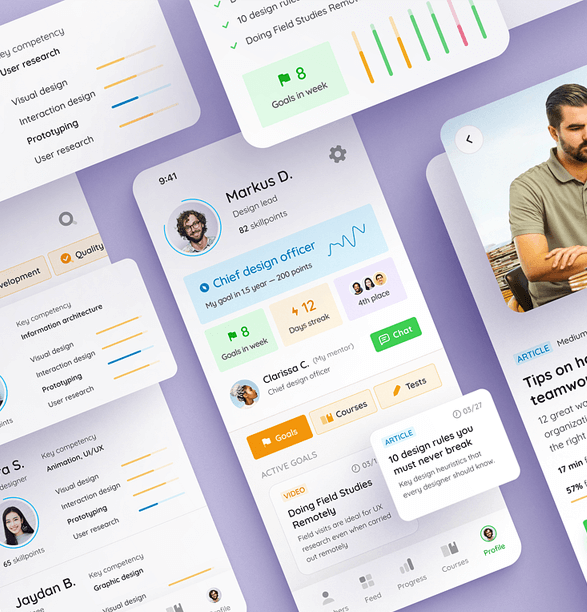 Key competency
User research
Visual design
Interaction design
Prototyping
User research
10 design rules
Doing Field Studies Remotely
8
Goals in week
Quality
Key competency
Information architecture
Visual design
Interaction design
Prototyping
User research
S.
designer
65 skillpoints
Key competency
Animation, UI/UX
Visual design
Interaction design
Prototyping
User research
Jaydan B.
Key competency
Graphic design
Visual design
9:41
Markus D.
Design lead
82 skillpoints
Chief design officer
My goal in 1.5 year — 200 points
8
Goals in week
12
Days streak
4th place
Clarissa C. (My mentor)
Chief design officer
Chat
Goals
Courses
Tests
ACTIVE GOALS
VIDEO
Doing Field Studies
Remotely
Field visits are ideal for UX
research even when carried
out remotely
ARTICLE
03/27
10 design rules you
must never break
Key design heuristics that
every designer should know.
Feed
Progress
Courses
Profile
Profile
ARTICLE
Medium
Tips on
teamwo
12 great
organiza
the right
17 min
57%